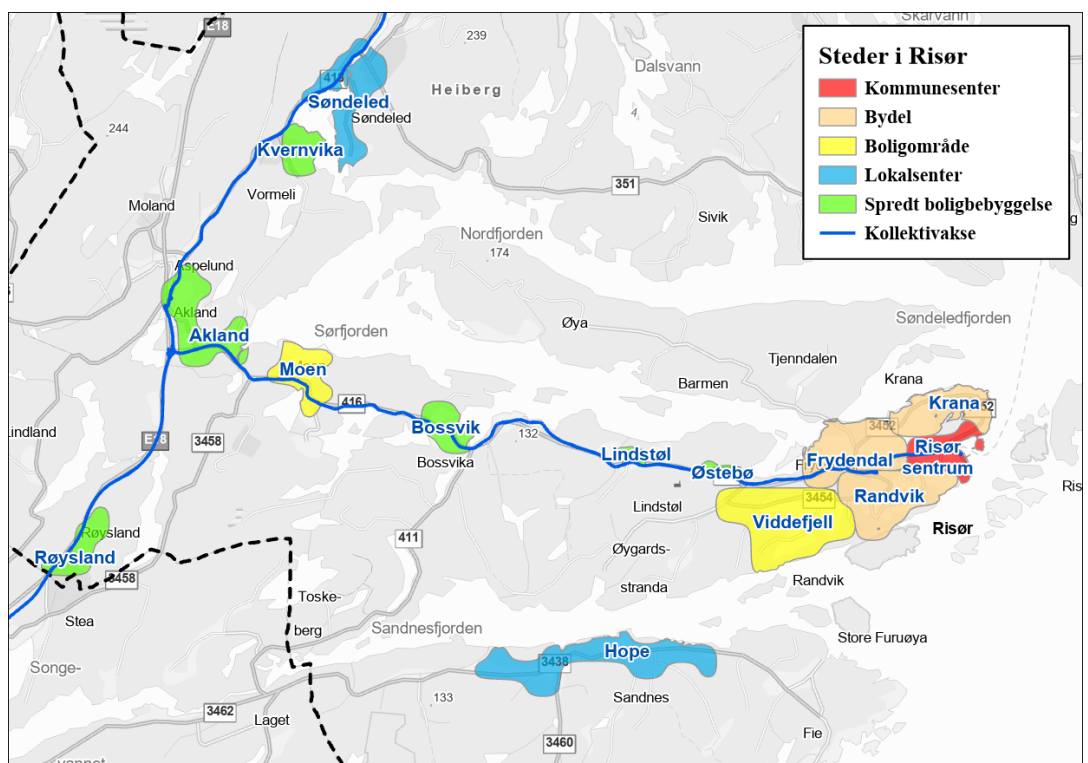 E18
Skarvann
239
Dalsvann
Steder i Risør
Kommunesenter
Bydel
Boligområde
Lokalsenter
Spredt boligbebyggelse
Kollektivakse
Heiberg
Søndeled
Søndeled
4
244
Kvernvika
Vormeli
351
Moland
Sivik
Nordfjorden
174
Aspelund
Akland
Akland
Sørfjorden
Øya
Søndeledfjorden
Moen
Tjenndalen
Barmen
Krana
Krana
416
3452
Bossvik
132
Bossvika
Lindland
E18
3458
Lindstøl
Østebø
Frydendal
Risør
sentrum
Viddefjell
3454
Randvik
Lindstøl
Risør
Ris
Røysland
Røysland
411
Øygards-
stranda
Randvik
3458
Stea
Toske-
berg
Sandnesfjorden
Store Furuøya
Songe-
3438
Hope
133
Sandnes
3462
Laget
3460
Fie